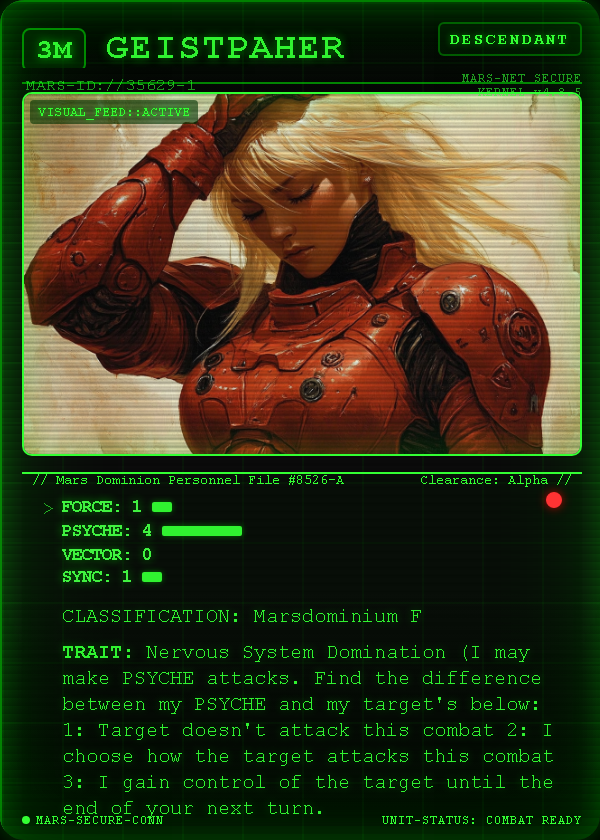 3M GEISTPAHER DESCENDANT
MARS-ID://35629-1
MARS-NET SECURE
KERNEL v4.8.5
VISUAL_FEED::ACTIVE
// Mars Dominion Personnel File #8526-A Clearance: Alpha //
> FORCE: 1
PSYCHE: 4
VECTOR: 0
SYNC: 1
CLASSIFICATION: Marsdominium F
TRAIT: Nervous System Domination (I may
make PSYCHE attacks. Find the difference
between my PSYCHE and my target's below:
1: Target doesn't attack this combat 2: I
choose how the target attacks this combat
3: I gain control of the target until the
end of your next turn.
MARS-SECURE-CONN
UNIT-STATUS: COMBAT READY